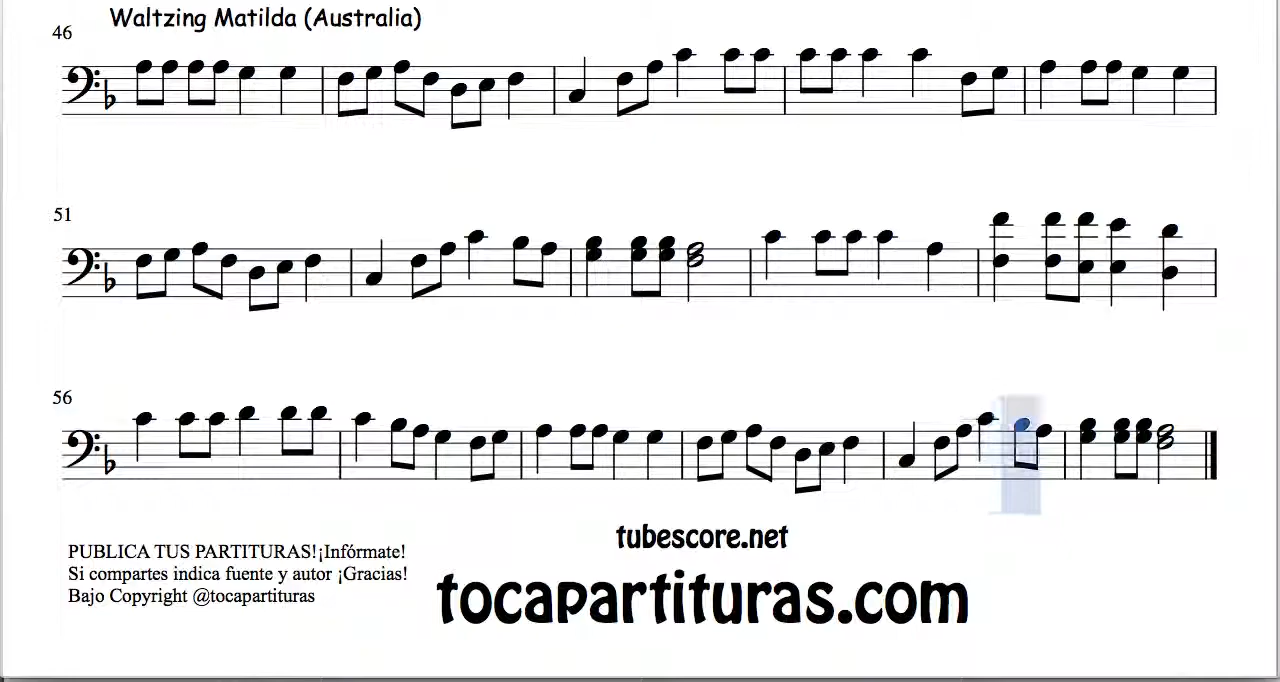 Waltzing Matilda (Australia)
46
51
56
tubescore.net
PUBLICA TUS PARTITURAS!¡Infórmate!
Si compartes indica fuente y autor ¡Gracias!
Bajo Copyright @tocapartituras
tocapartituras.com